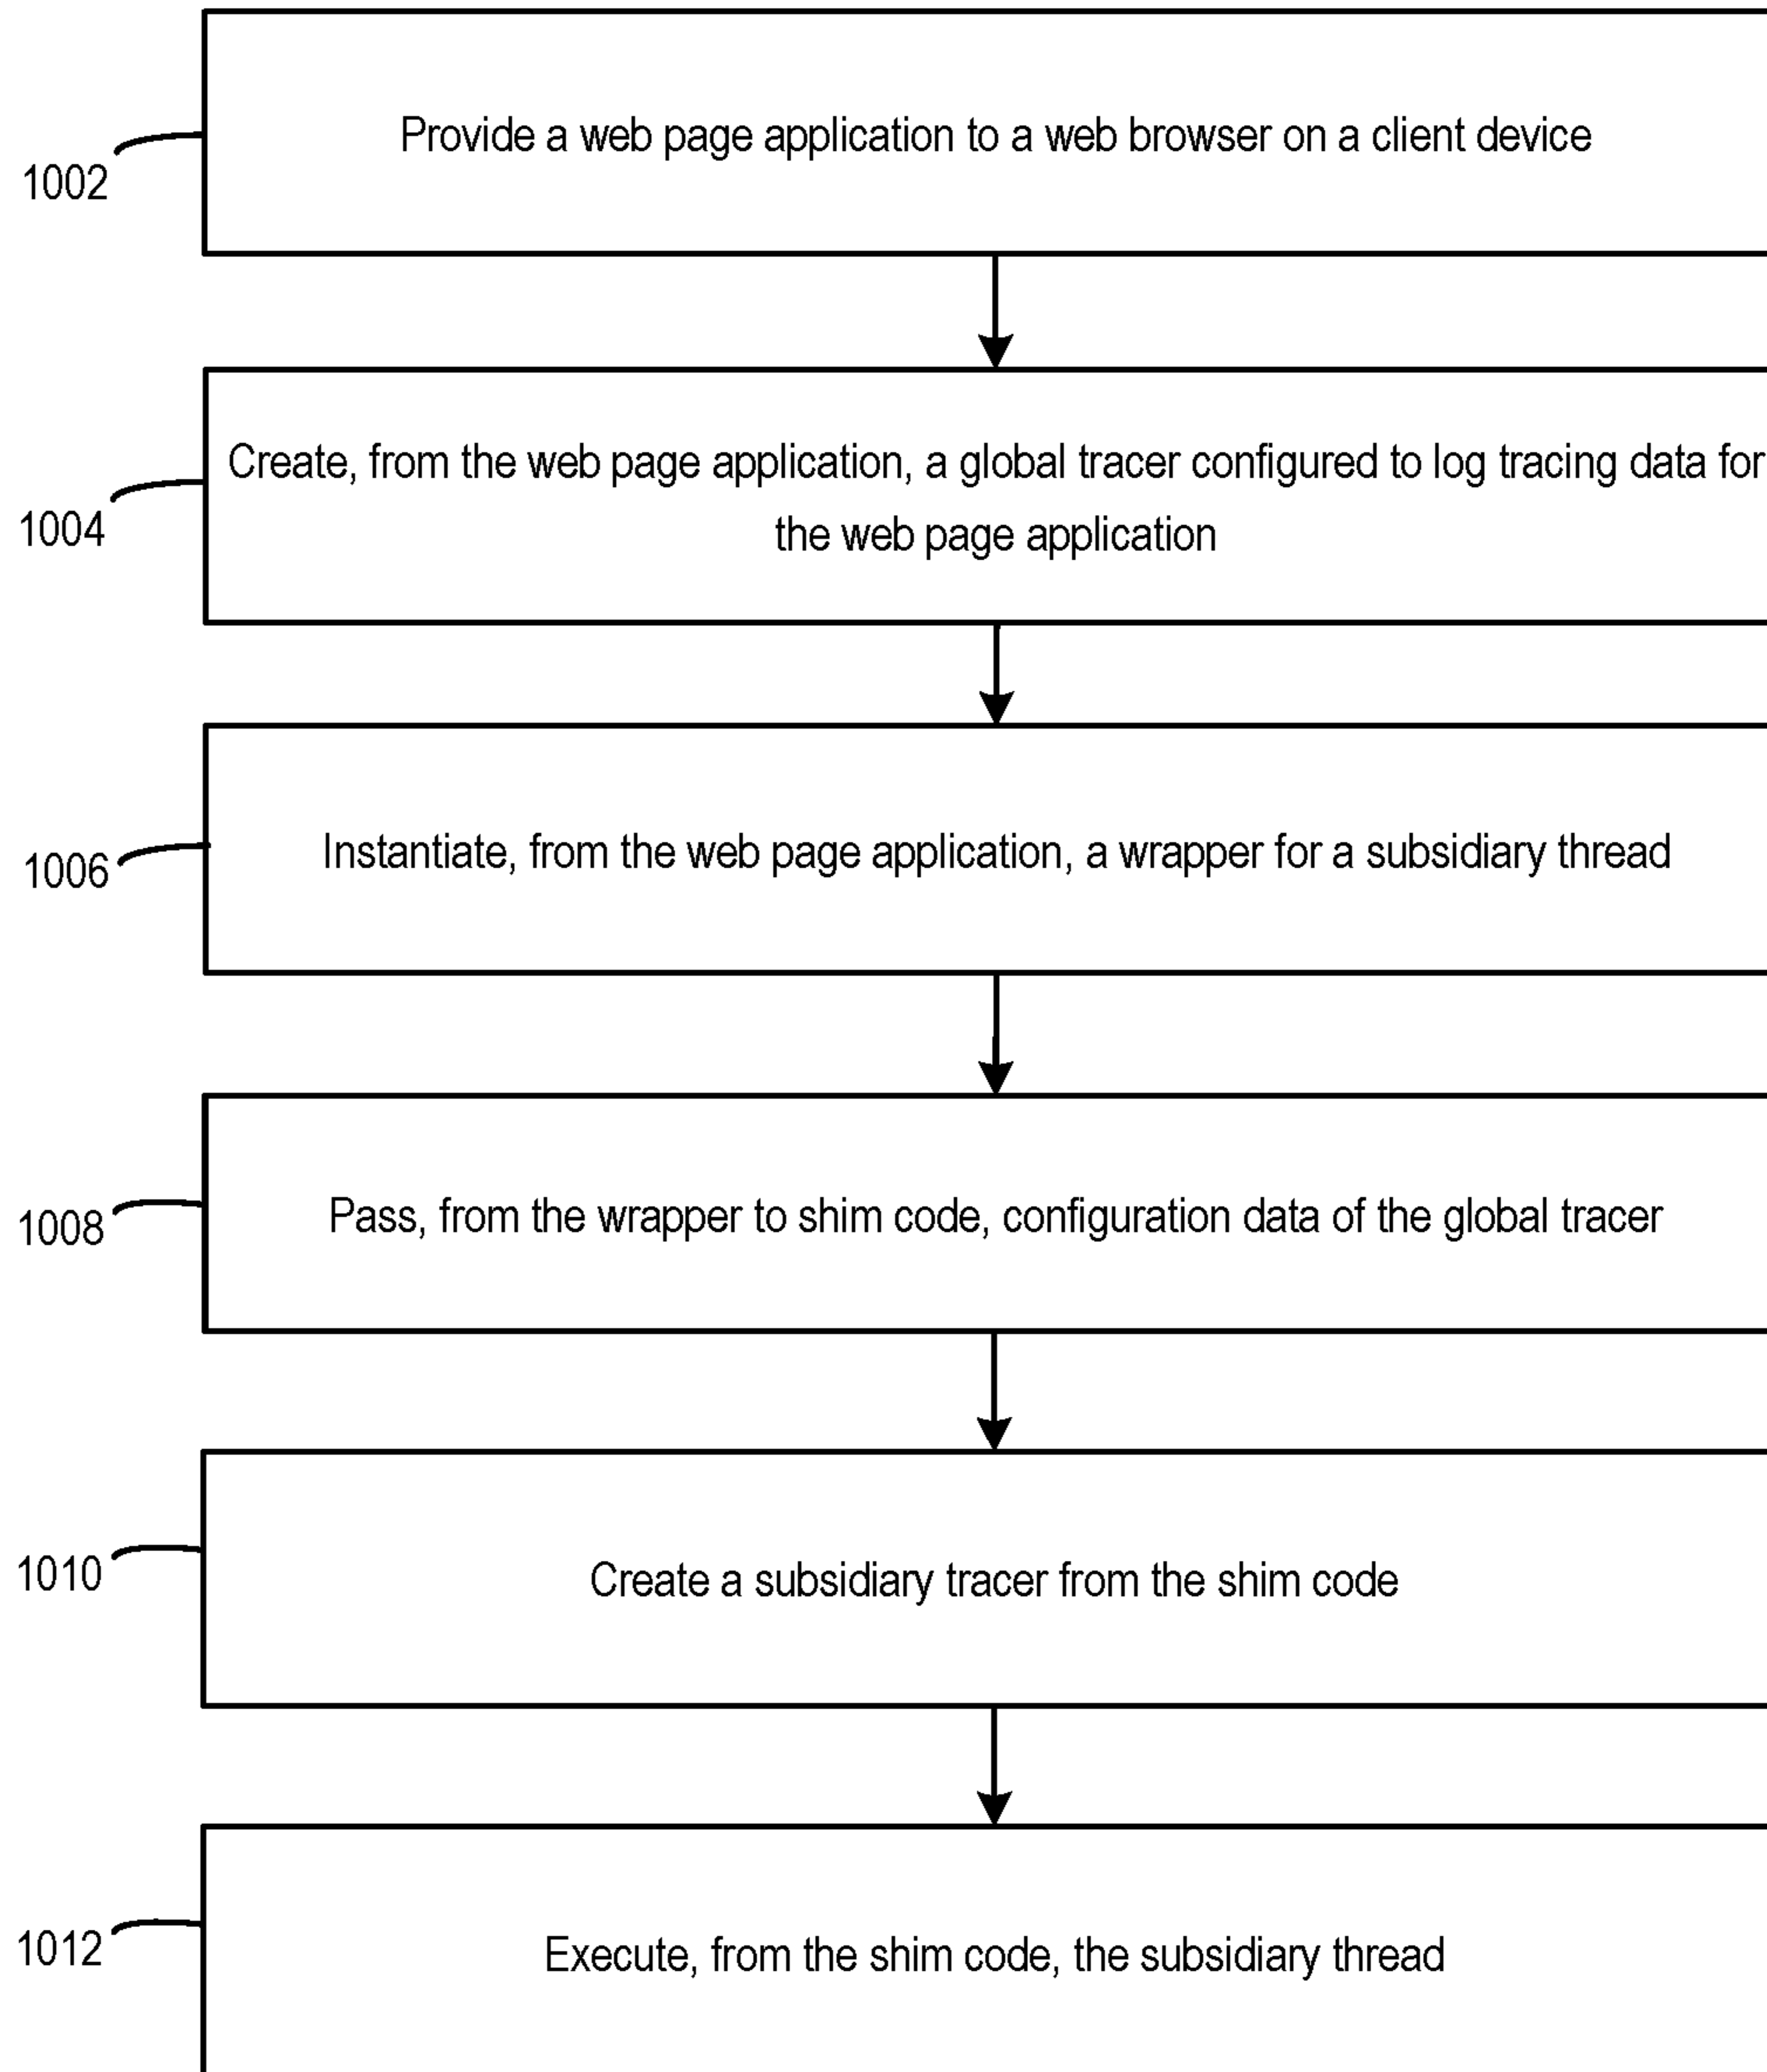 Provide a web page application to a web browser on a client device
1002
Create, from the web page application, a global tracer configured to log tracing data for
the web page application
1004
Instantiate, from the web page application, a wrapper for a subsidiary thread
1006
Pass, from the wrapper to shim code, configuration data of the global tracer
1008
Create a subsidiary tracer from the shim code
1010
Execute, from the shim code, the subsidiary thread
1012